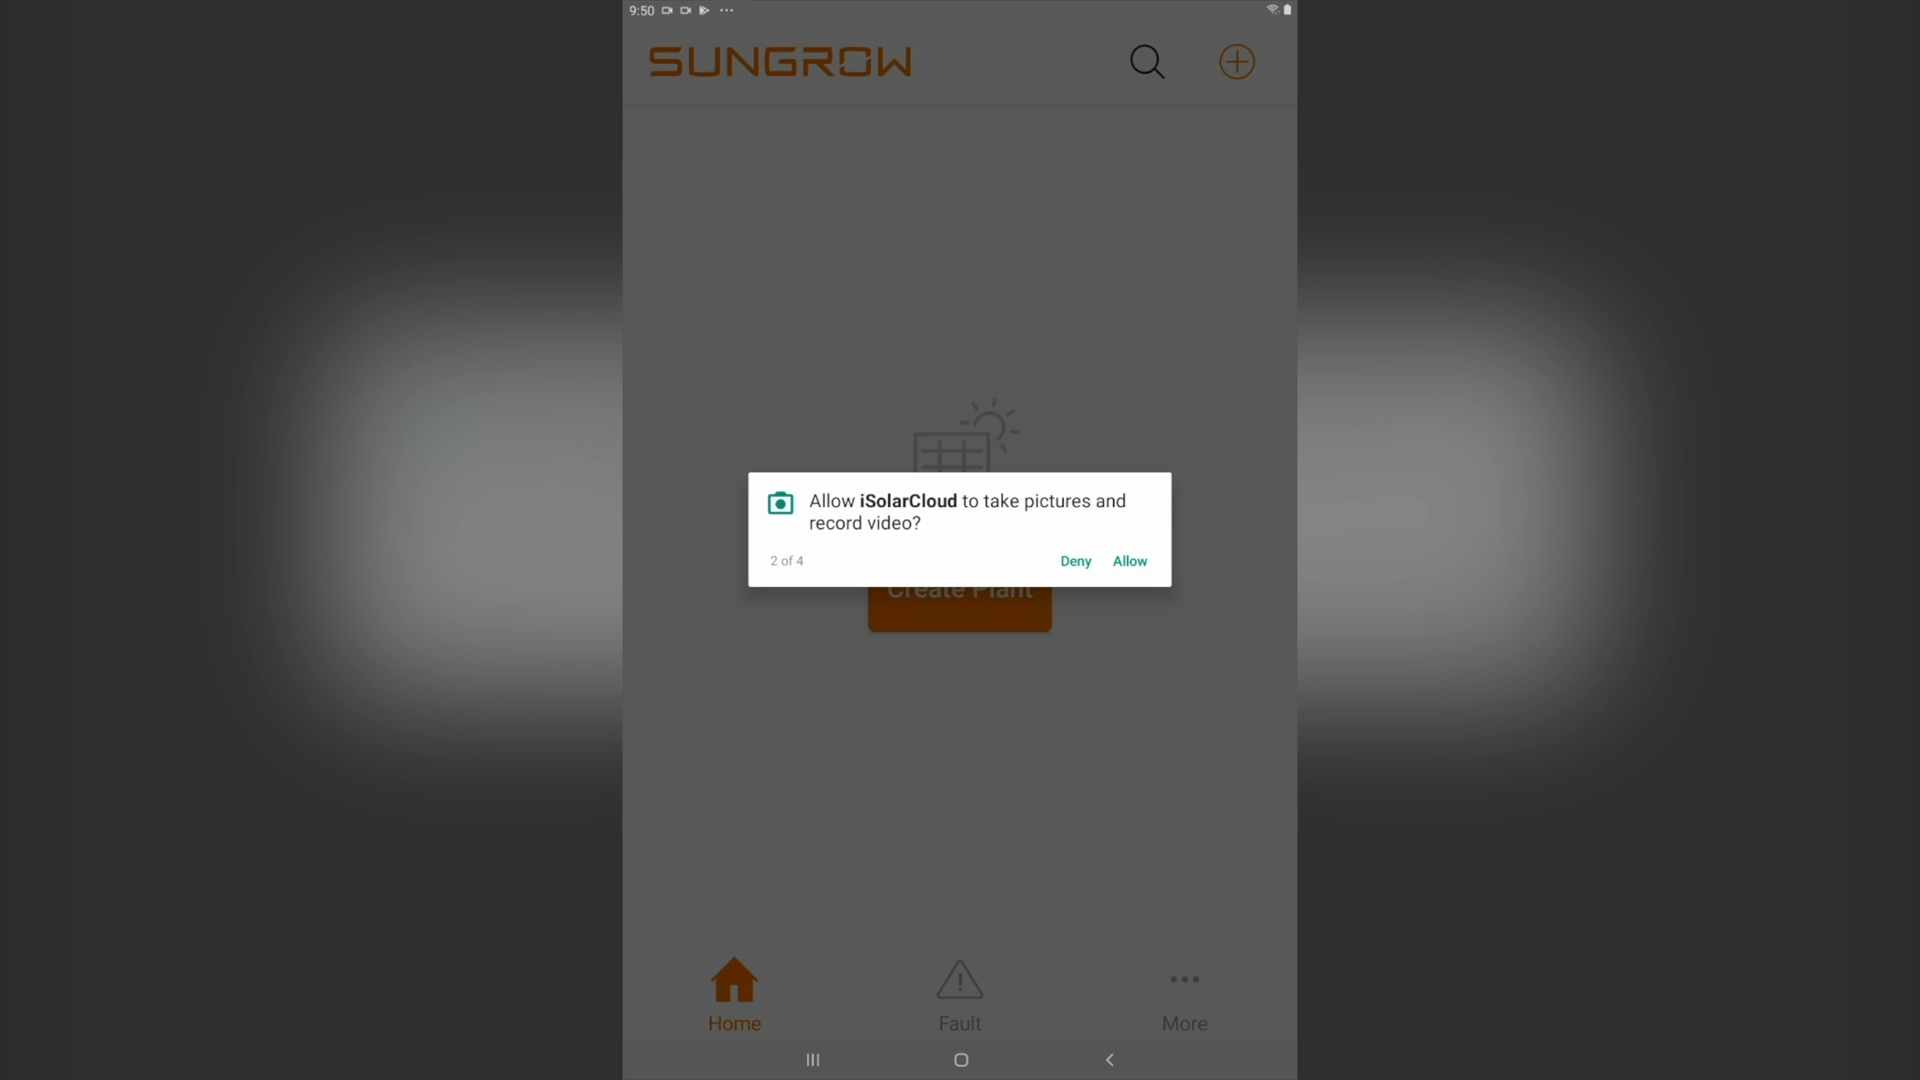 9:50
SUNGROW
Allow iSolarCloud to take pictures and
record video?
2 of 4
Deny
Allow
Create Plant
Home
Fault
More